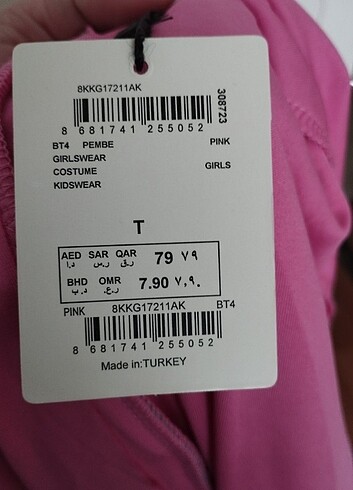 8KKG17211AK
308723
8 681741 255052
BT4 PEMBE PINK
GIRLSWEAR
COSTUME GIRLS
KIDSWEAR
T
AED SAR QAR 79 ٧٩
د.إ ر.س ر.ق
BHD OMR 7.90 ٧,٩٠
د.ب ر.ع.
PINK 8KKG17211AK BT4
8 681741 255052
Made in:TURKEY